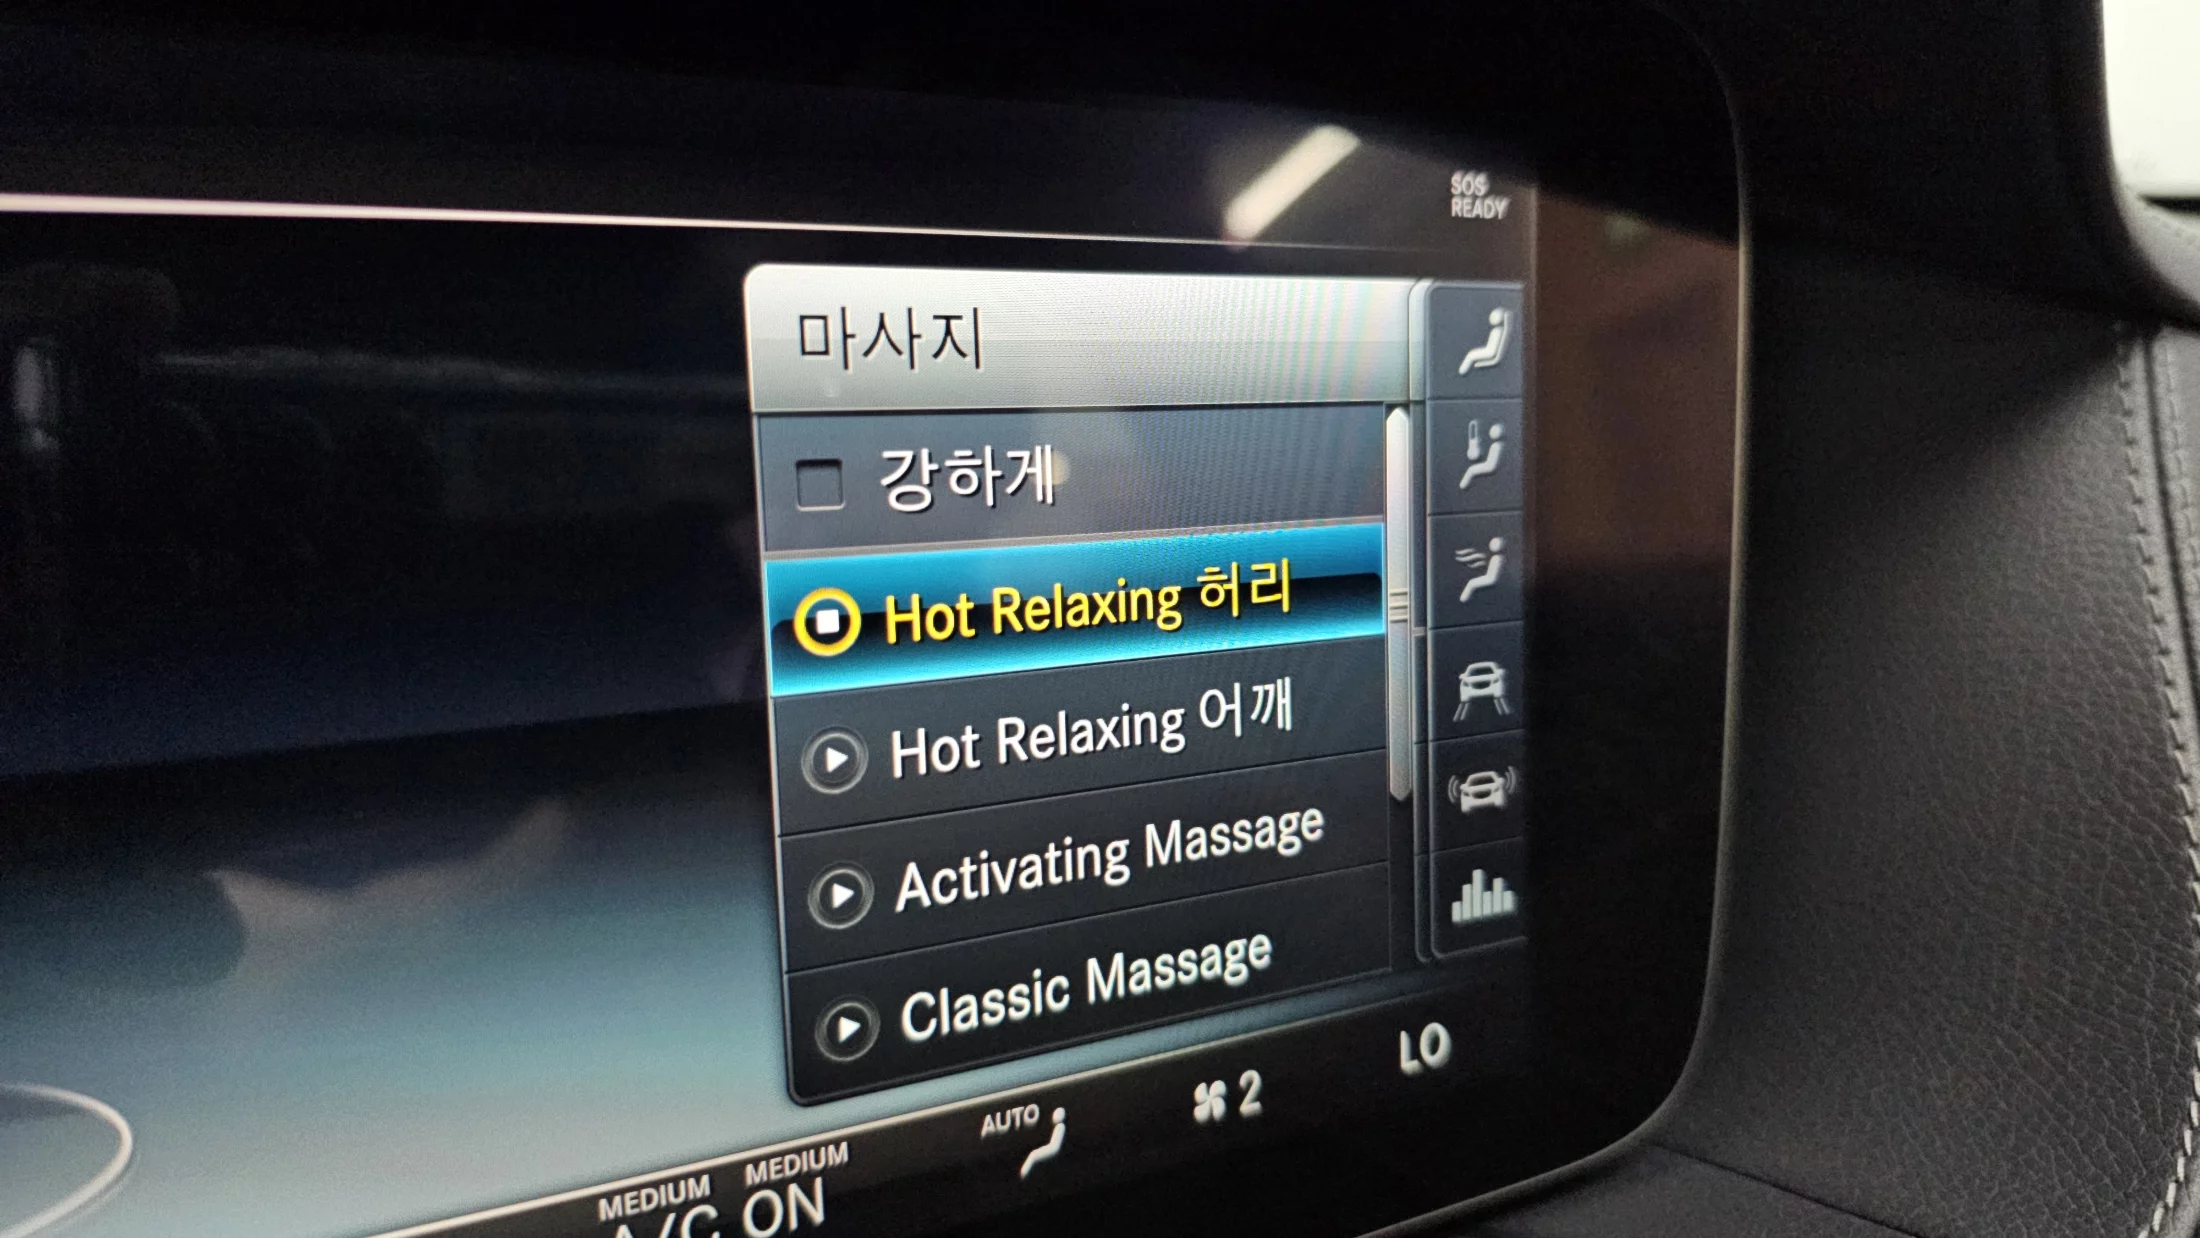 SOS
READY
마사지
강하게
Hot Relaxing 허리
Hot Relaxing 어깨
Activating Massage
Classic Massage
LO
2
AUTO
MEDIUM MEDIUM
A/C ON